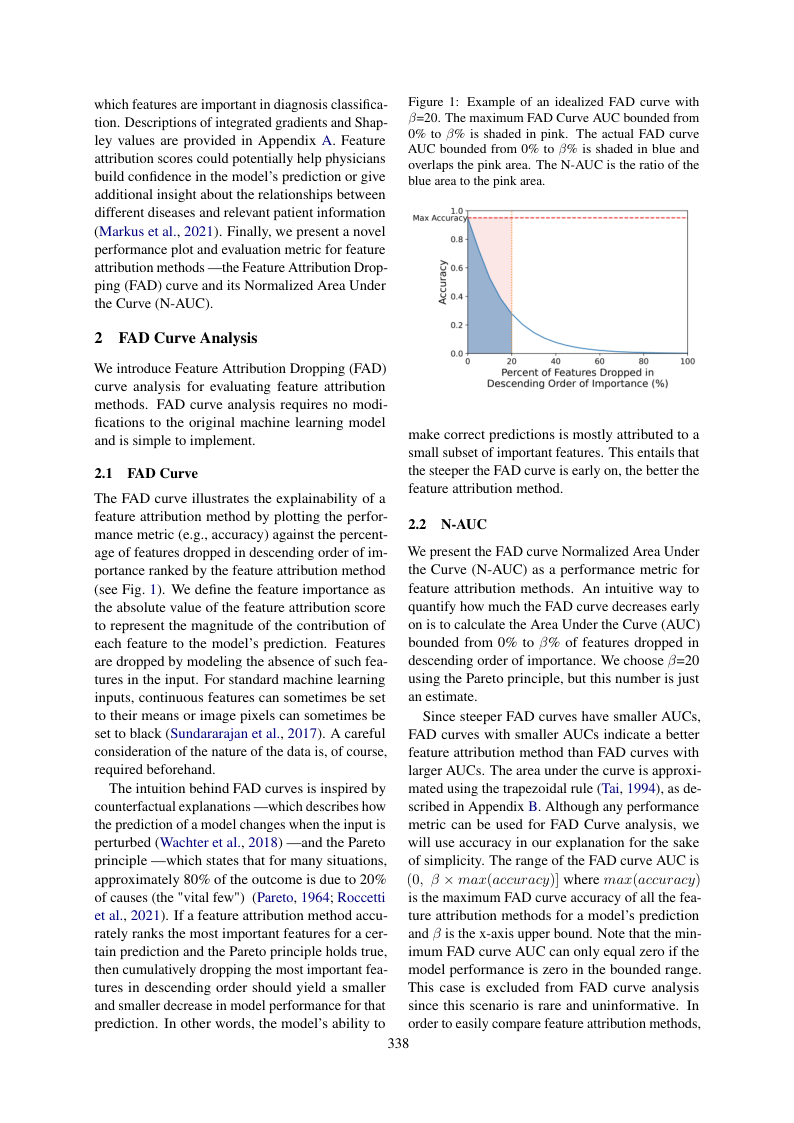 which features are important in diagnosis classifica-
tion. Descriptions of integrated gradients and Shap-
ley values are provided in Appendix A. Feature
attribution scores could potentially help physicians
build confidence in the model's prediction or give
additional insight about the relationships between
different diseases and relevant patient information
(Markus et al., 2021). Finally, we present a novel
performance plot and evaluation metric for feature
attribution methods —the Feature Attribution Drop-
ping (FAD) curve and its Normalized Area Under
the Curve (N-AUC).
2 FAD Curve Analysis
We introduce Feature Attribution Dropping (FAD)
curve analysis for evaluating feature attribution
methods. FAD curve analysis requires no modi-
fications to the original machine learning model
and is simple to implement.
2.1 FAD Curve
The FAD curve illustrates the explainability of a
feature attribution method by plotting the perfor-
mance metric (e.g., accuracy) against the percent-
age of features dropped in descending order of im-
portance ranked by the feature attribution method
(see Fig. 1). We define the feature importance as
the absolute value of the feature attribution score
to represent the magnitude of the contribution of
each feature to the model's prediction. Features
are dropped by modeling the absence of such fea-
tures in the input. For standard machine learning
inputs, continuous features can sometimes be set
to their means or image pixels can sometimes be
set to black (Sundararajan et al., 2017). A careful
consideration of the nature of the data is, of course,
required beforehand.
The intuition behind FAD curves is inspired by
counterfactual explanations —which describes how
the prediction of a model changes when the input is
perturbed (Wachter et al., 2018) —and the Pareto
principle —which states that for many situations,
approximately 80% of the outcome is due to 20%
of causes (the "vital few") (Pareto, 1964; Roccetti
et al., 2021). If a feature attribution method accu-
rately ranks the most important features for a cer-
tain prediction and the Pareto principle holds true,
then cumulatively dropping the most important fea-
tures in descending order should yield a smaller
and smaller decrease in model performance for that
prediction. In other words, the model's ability to
Figure 1: Example of an idealized FAD curve with
β=20. The maximum FAD Curve AUC bounded from
0% to β% is shaded in pink. The actual FAD curve
AUC bounded from 0% to β% is shaded in blue and
overlaps the pink area. The N-AUC is the ratio of the
blue area to the pink area.
1.0
Max Accuracy
0.8
0.6
0.4
0.2
0.0
Accuracy
0 20 40 60 80 100
Percent of Features Dropped in
Descending Order of Importance (%)
make correct predictions is mostly attributed to a
small subset of important features. This entails that
the steeper the FAD curve is early on, the better the
feature attribution method.
2.2 N-AUC
We present the FAD curve Normalized Area Under
the Curve (N-AUC) as a performance metric for
feature attribution methods. An intuitive way to
quantify how much the FAD curve decreases early
on is to calculate the Area Under the Curve (AUC)
bounded from 0% to β% of features dropped in
descending order of importance. We choose β=20
using the Pareto principle, but this number is just
an estimate.
Since steeper FAD curves have smaller AUCs,
FAD curves with smaller AUCs indicate a better
feature attribution method than FAD curves with
larger AUCs. The area under the curve is approxi-
mated using the trapezoidal rule (Tai, 1994), as de-
scribed in Appendix B. Although any performance
metric can be used for FAD Curve analysis, we
will use accuracy in our explanation for the sake
of simplicity. The range of the FAD curve AUC is
(0, β × max(accuracy)] where max(accuracy)
is the maximum FAD curve accuracy of all the fea-
ture attribution methods for a model's prediction
and β is the x-axis upper bound. Note that the min-
imum FAD curve AUC can only equal zero if the
model performance is zero in the bounded range.
This case is excluded from FAD curve analysis
since this scenario is rare and uninformative. In
order to easily compare feature attribution methods,
338